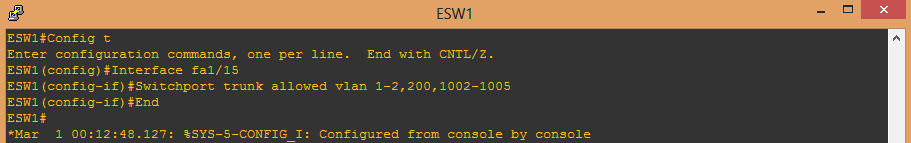 ESW1
ESW1#Config t
Enter configuration commands, one per line.  End with CNTL/Z.
ESW1(config)#Interface fa1/15
ESW1(config-if)#Switchport trunk allowed vlan 1-2,200,1002-1005
ESW1(config-if)#End
ESW1#
*Mar  1 00:12:48.127: %SYS-5-CONFIG_I: Configured from console by console